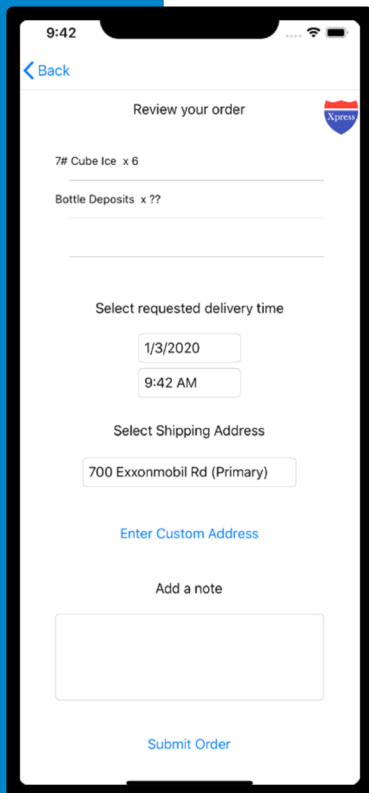 9:42
Back
Review your order
Xpress
7# Cube Ice x 6
Bottle Deposits x ??
Select requested delivery time
1/3/2020
9:42 AM
Select Shipping Address
700 Exxonmobil Rd (Primary)
Enter Custom Address
Add a note
Submit Order